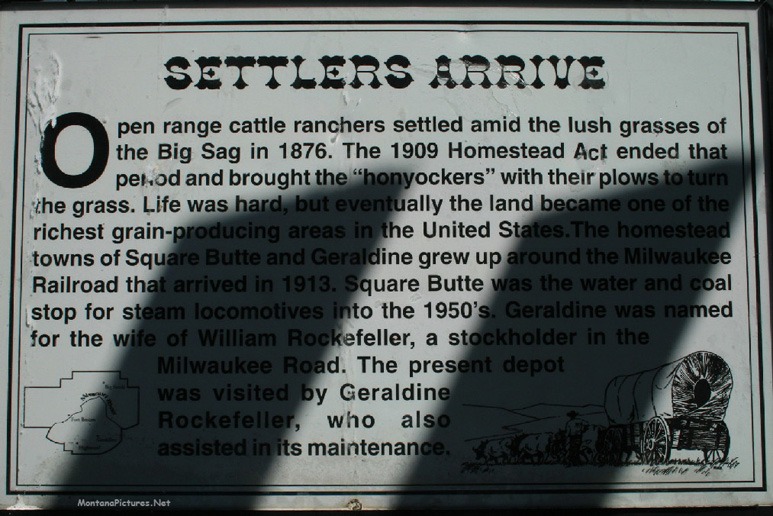 SETTLERS ARRIVE
Open range cattle ranchers settled amid the lush grasses of
the Big Sag in 1876. The 1909 Homestead Act ended that
period and brought the “honyockers” with their plows to turn
the grass. Life was hard, but eventually the land became one of the
richest grain-producing areas in the United States.The homestead
towns of Square Butte and Geraldine grew up around the Milwaukee
Railroad that arrived in 1913. Square Butte was the water and coal
stop for steam locomotives into the 1950’s. Geraldine was named
for the wife of William Rockefeller, a stockholder in the
Milwaukee Road. The present depot
was visited by Geraldine
Rockefeller, who also
assisted in its maintenance.
MontanaPictures.Net